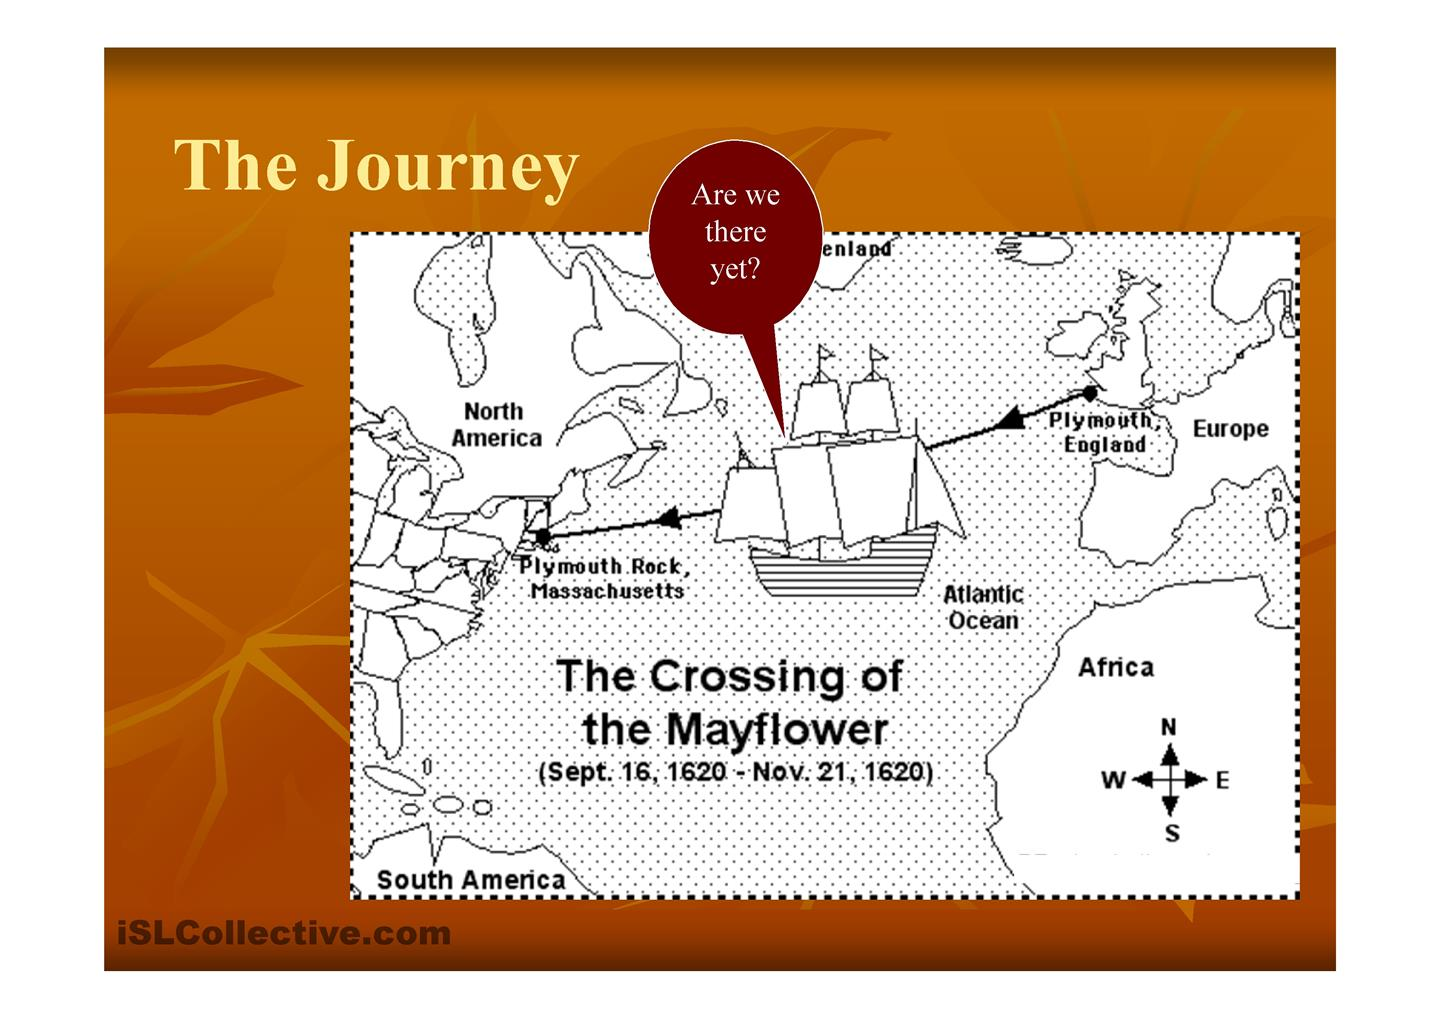 The Journey
Are we
there
yet?
enland
North
America
Plymouth,
England
Europe
Plymouth Rock,
Massachusetts
Atlantic
Ocean
The Crossing of
the Mayflower
(Sept. 16, 1620 - Nov. 21, 1620)
Africa
N
W E
S
South America
iSLCollective.com